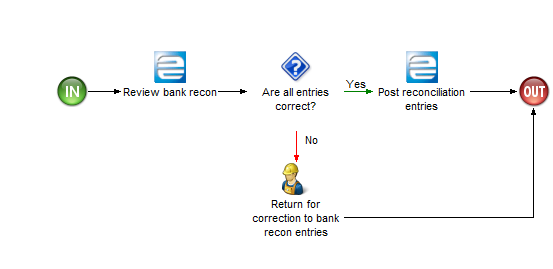 IN
Review bank recon
Are all entries
correct?
Yes
Post reconciliation
entries
OUT
No
Return for
correction to bank
recon entries